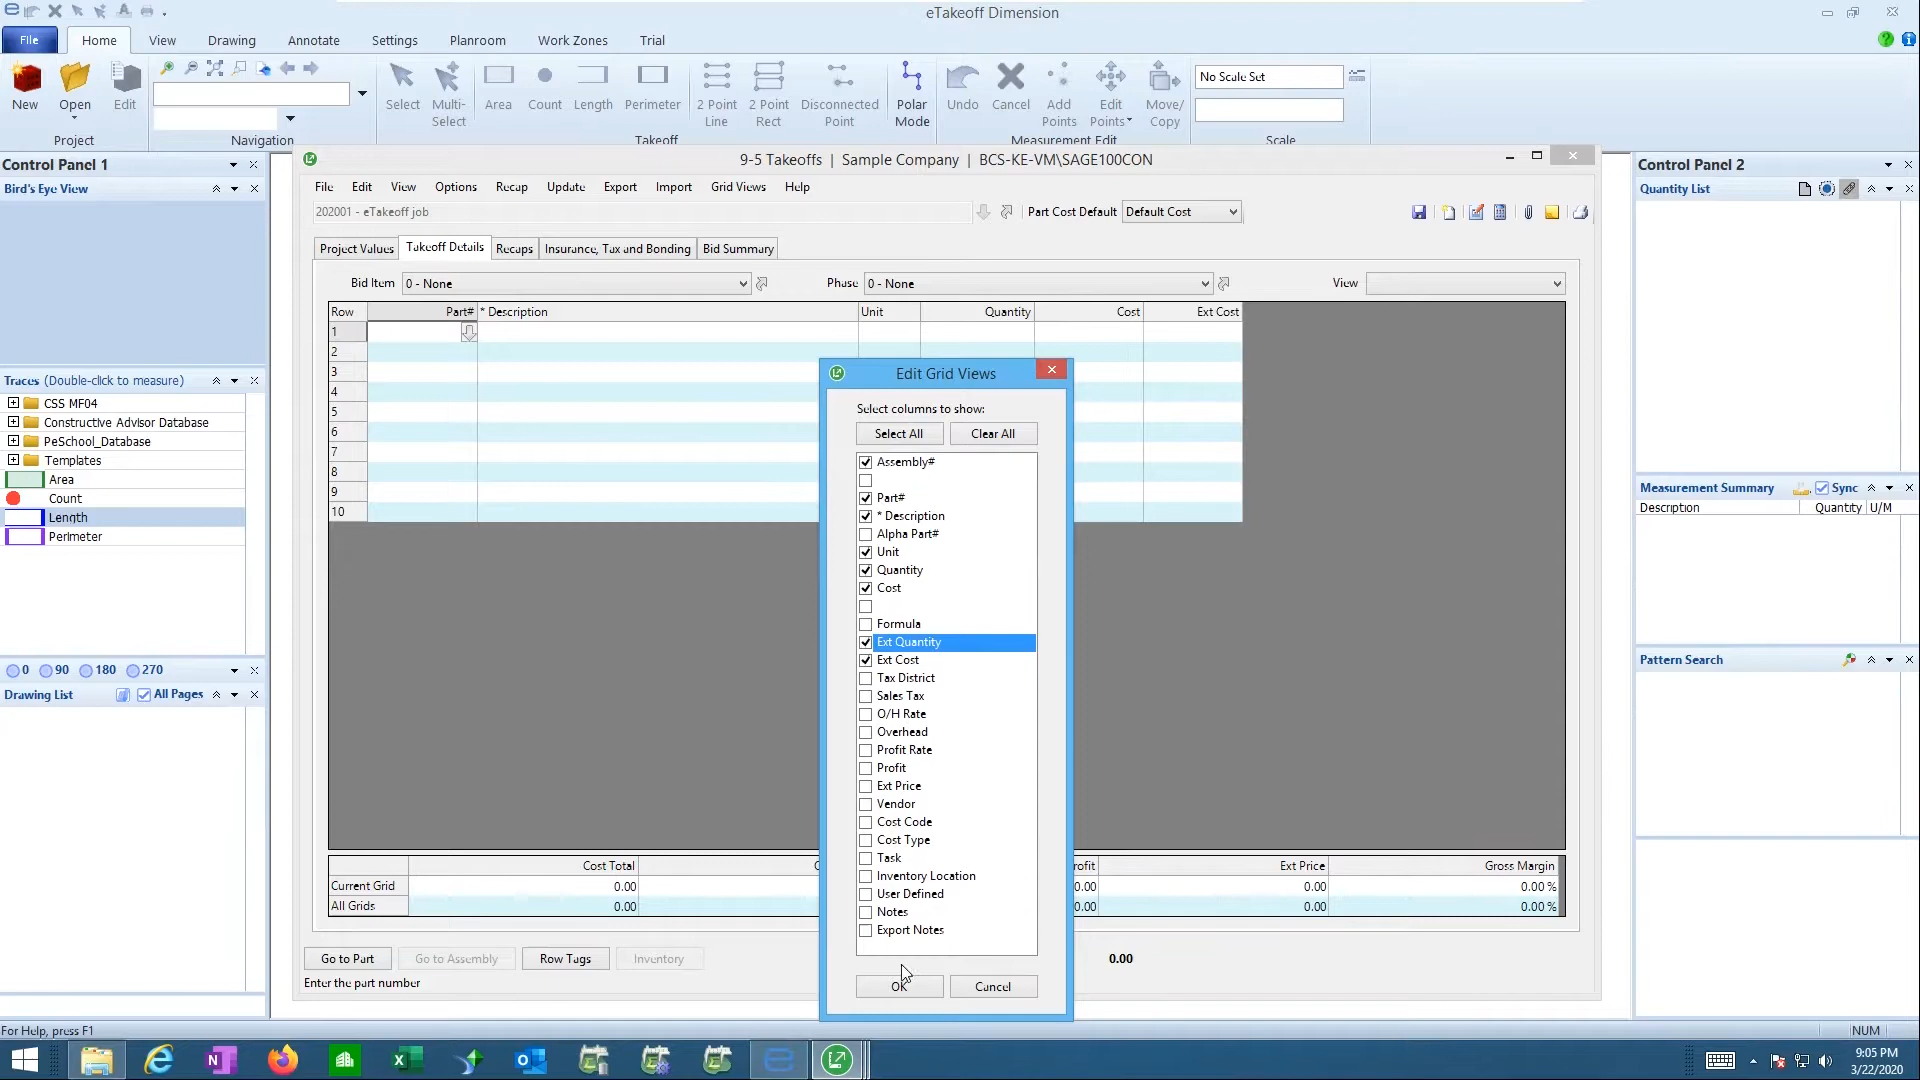 eTakeoff Dimension
File Home View Drawing Annotate Settings Planroom Work Zones Trial
New Open Edit
Select Multi-Select Area Count Length Perimeter 2 Point Line 2 Point Rect Disconnected Point Polar Mode Undo Cancel Add Points Edit Points Move/Copy
No Scale Set
Project Navigation Takeoff Measurement Edit Scale
Control Panel 1
Bird's Eye View
Traces (Double-click to measure)
CSS MF04
Constructive Advisor Database
PeSchool_Database
Templates
Area
Count
Length
Perimeter
0 90 180 270
Drawing List All Pages
9-5 Takeoffs | Sample Company | BCS-KE-VM\SAGE100CON
File Edit View Options Recap Update Export Import Grid Views Help
202001 - eTakeoff job Part Cost Default Default Cost
Project Values Takeoff Details Recaps Insurance, Tax and Bonding Bid Summary
Bid Item 0 - None Phase 0 - None View
Row Part# * Description Unit Quantity Cost Ext Cost
1
2
3
4
5
6
7
8
9
10
Edit Grid Views
Select columns to show:
Select All Clear All
Assembly#
Part#
* Description
Alpha Part#
Unit
Quantity
Cost
Formula
Ext Quantity
Ext Cost
Tax District
Sales Tax
O/H Rate
Overhead
Profit Rate
Profit
Ext Price
Vendor
Cost Code
Cost Type
Task
Inventory Location
User Defined
Notes
Export Notes
OK Cancel
Cost Total Ext Price Gross Margin
Current Grid 0.00 0.00 0.00 0.00 %
All Grids 0.00 0.00 0.00 0.00 %
Go to Part Go to Assembly Row Tags Inventory 0.00
Enter the part number
Control Panel 2
Quantity List
Measurement Summary Sync
Description Quantity U/M
Pattern Search
For Help, press F1 NUM
9:05 PM
3/22/2020